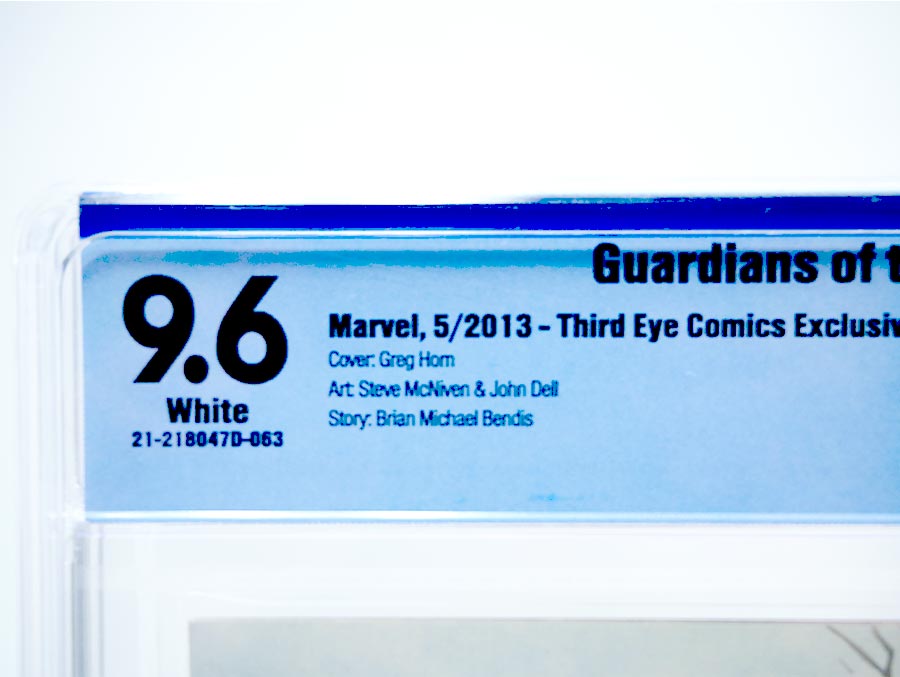 Guardians of t
9.6
White
21-218047D-063
Marvel, 5/2013 - Third Eye Comics Exclusiv
Cover: Greg Horn
Art: Steve McNiven & John Dell
Story: Brian Michael Bendis